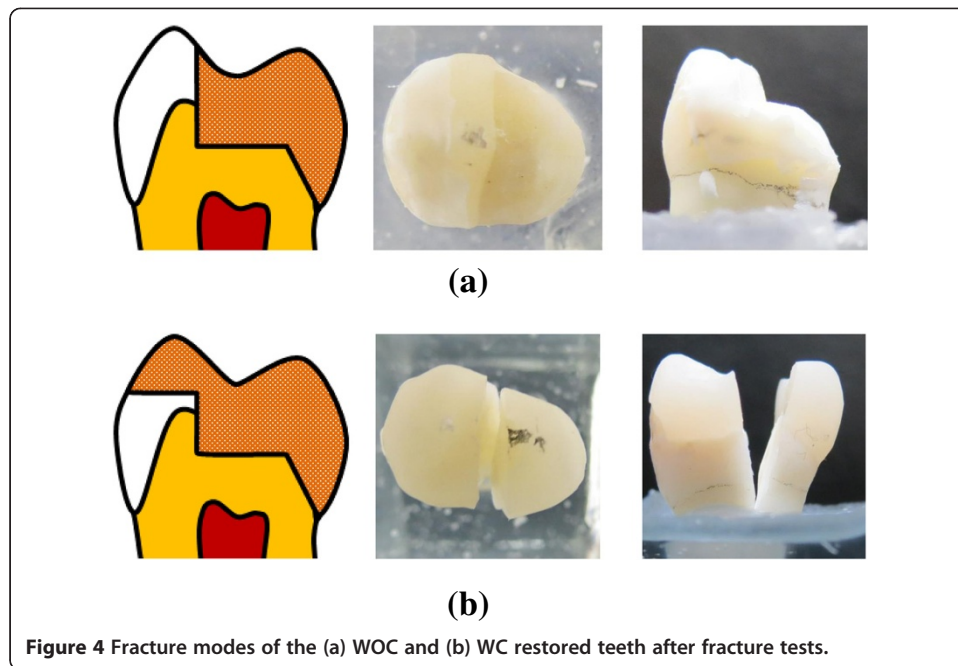 (a)
(b)
Figure 4 Fracture modes of the (a) WOC and (b) WC restored teeth after fracture tests.